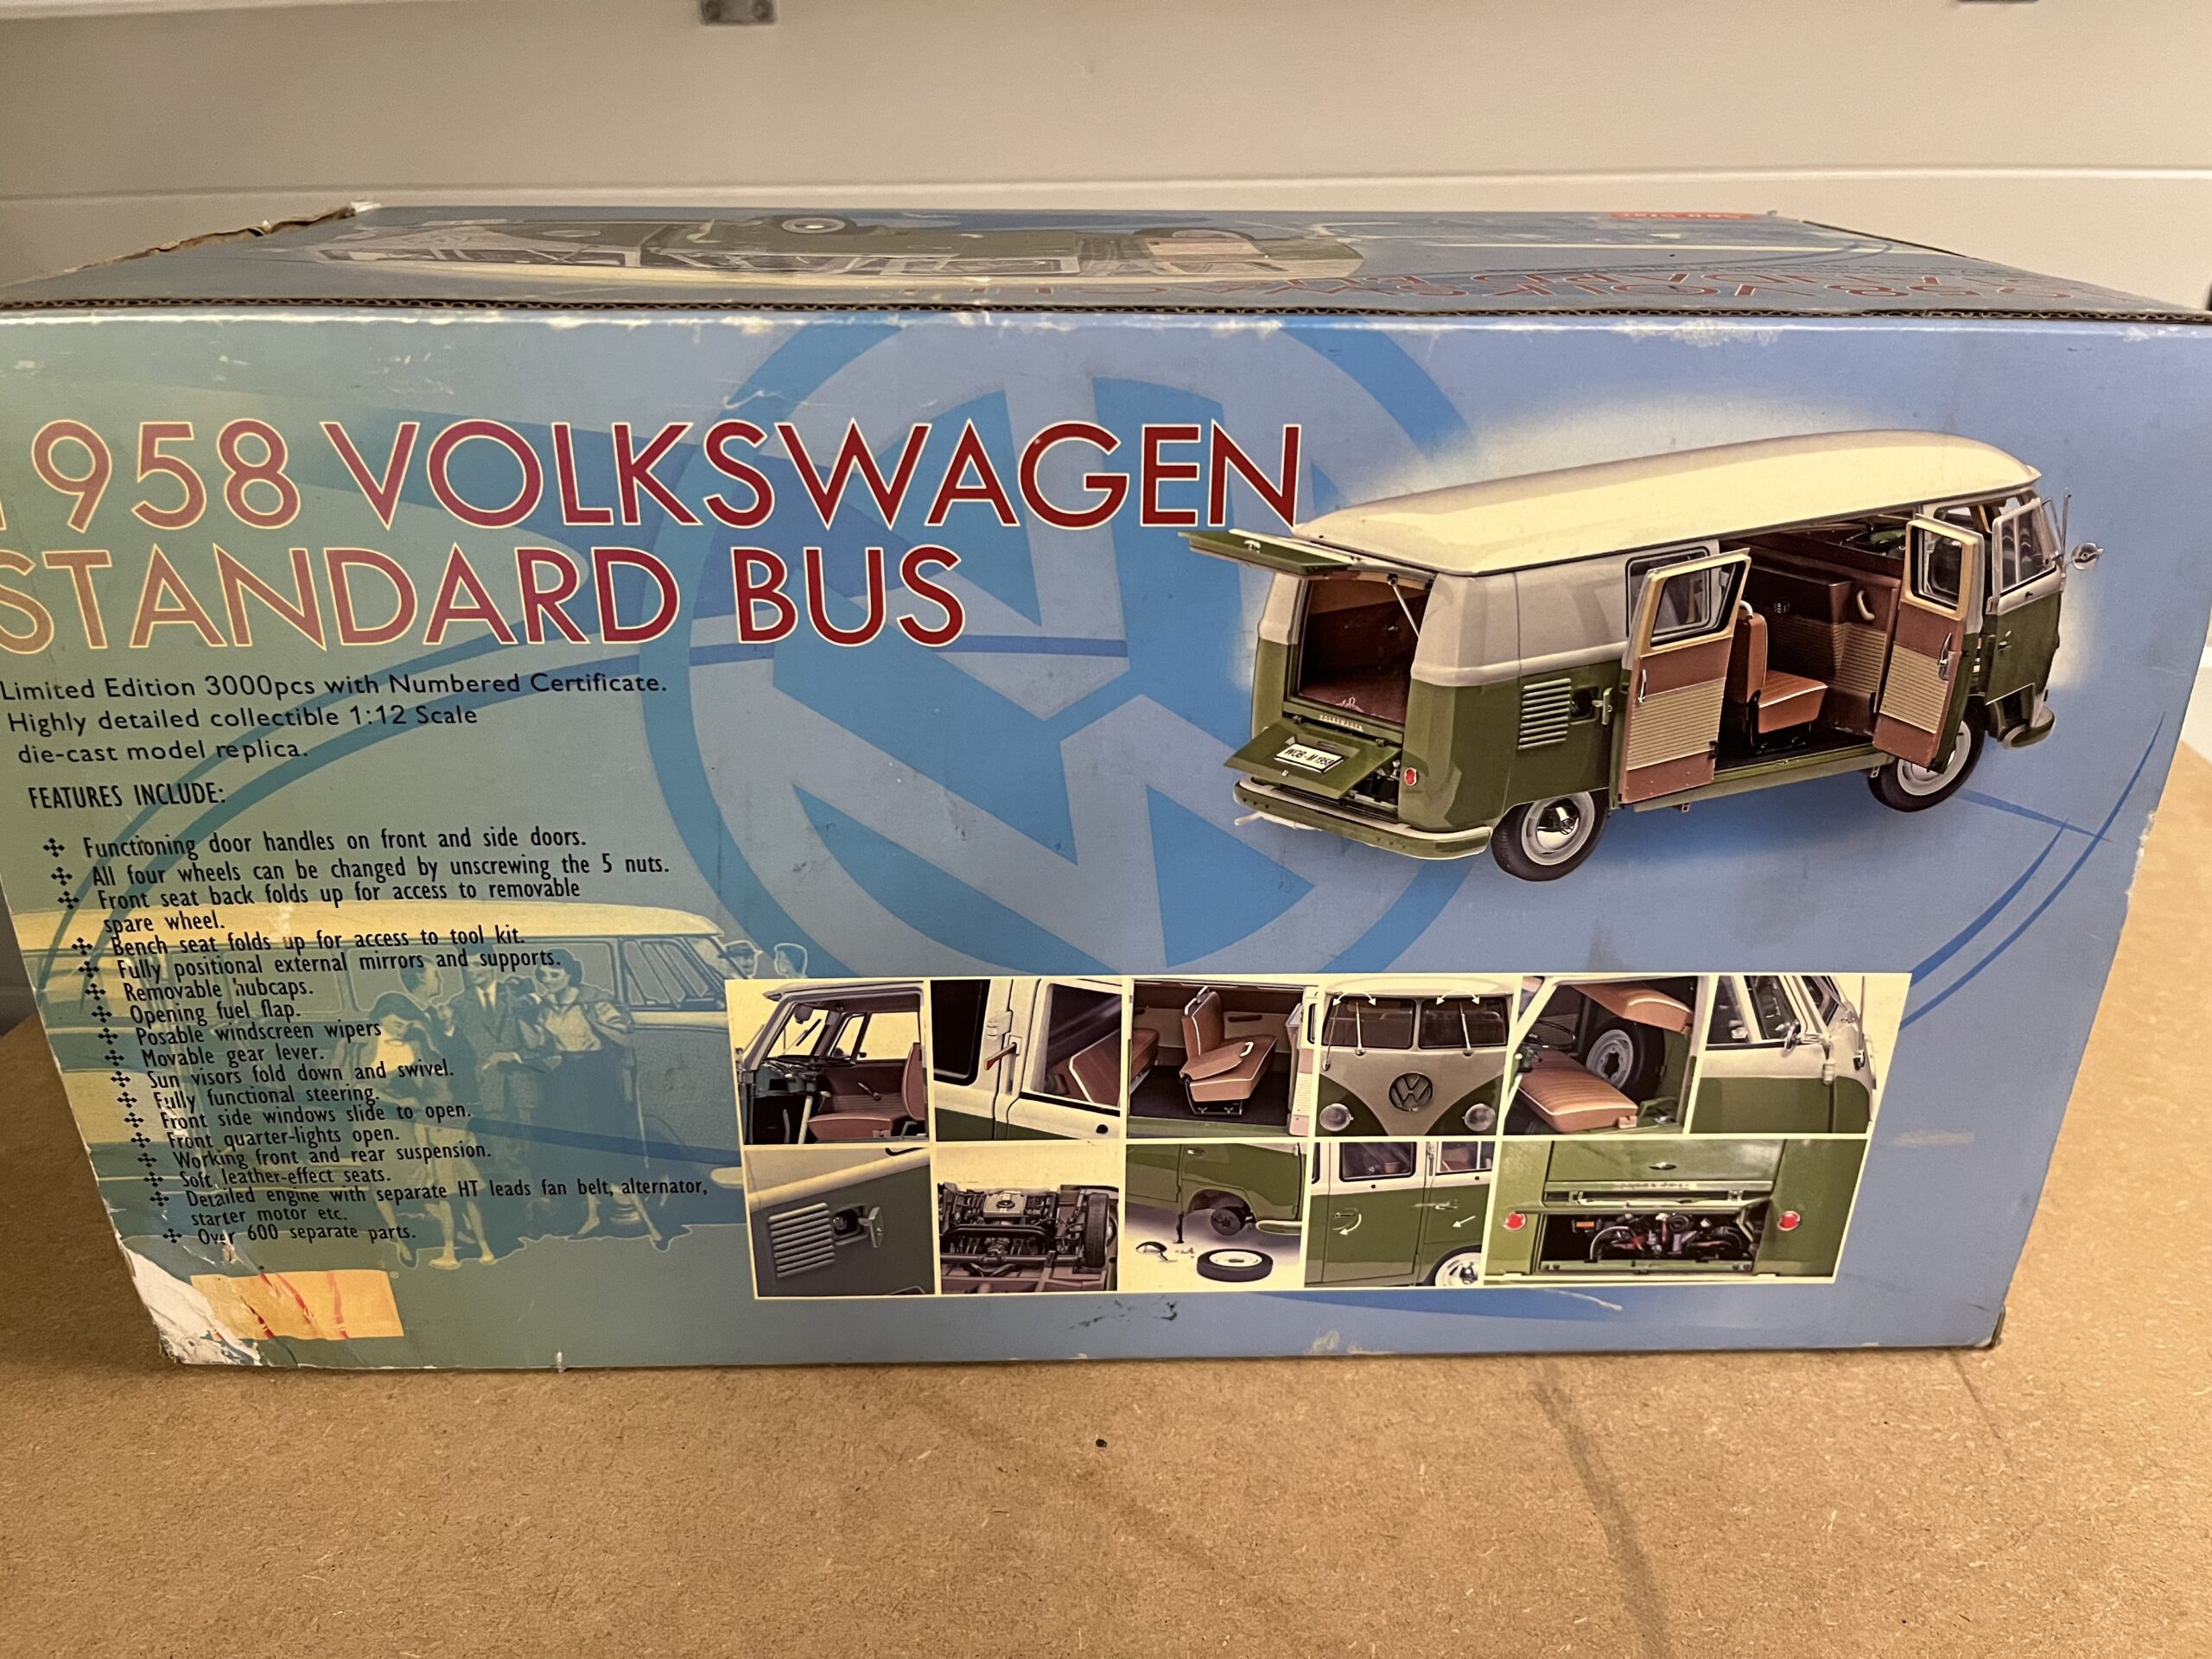 1958 VOLKSWAGEN
STANDARD BUS
Limited Edition 3000pcs with Numbered Certificate.
Highly detailed collectible 1:12 Scale
die-cast model replica.
FEATURES INCLUDE:
Functioning door handles on front and side doors.
All four wheels can be changed by unscrewing the 5 nuts.
Front seat back folds up for access to removable
spare wheel.
Bench seat folds up for access to tool kit.
Fully positional external mirrors and supports.
Removable hubcaps.
Opening fuel flap.
Posable windscreen wipers
Movable gear lever.
Sun visors fold down and swivel.
Fully functional steering.
Front side windows slide to open.
Front quarter-lights open.
Working front and rear suspension.
Soft leather-effect seats.
Detailed engine with separate HT leads fan belt, alternator,
starter motor etc.
Over 600 separate parts.
VOLKSWAGEN
WOB-M 1958